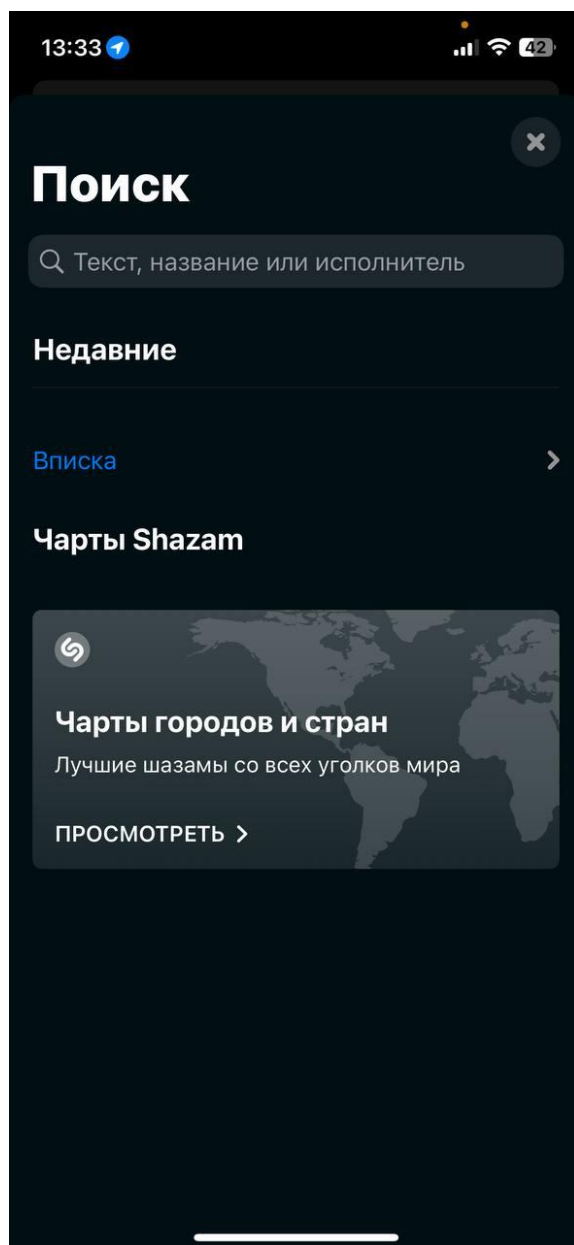 13:33
42
Поиск
Текст, название или исполнитель
Недавние
Вписка
Чарты Shazam
Чарты городов и стран
Лучшие шазамы со всех уголков мира
ПРОСМОТРЕТЬ